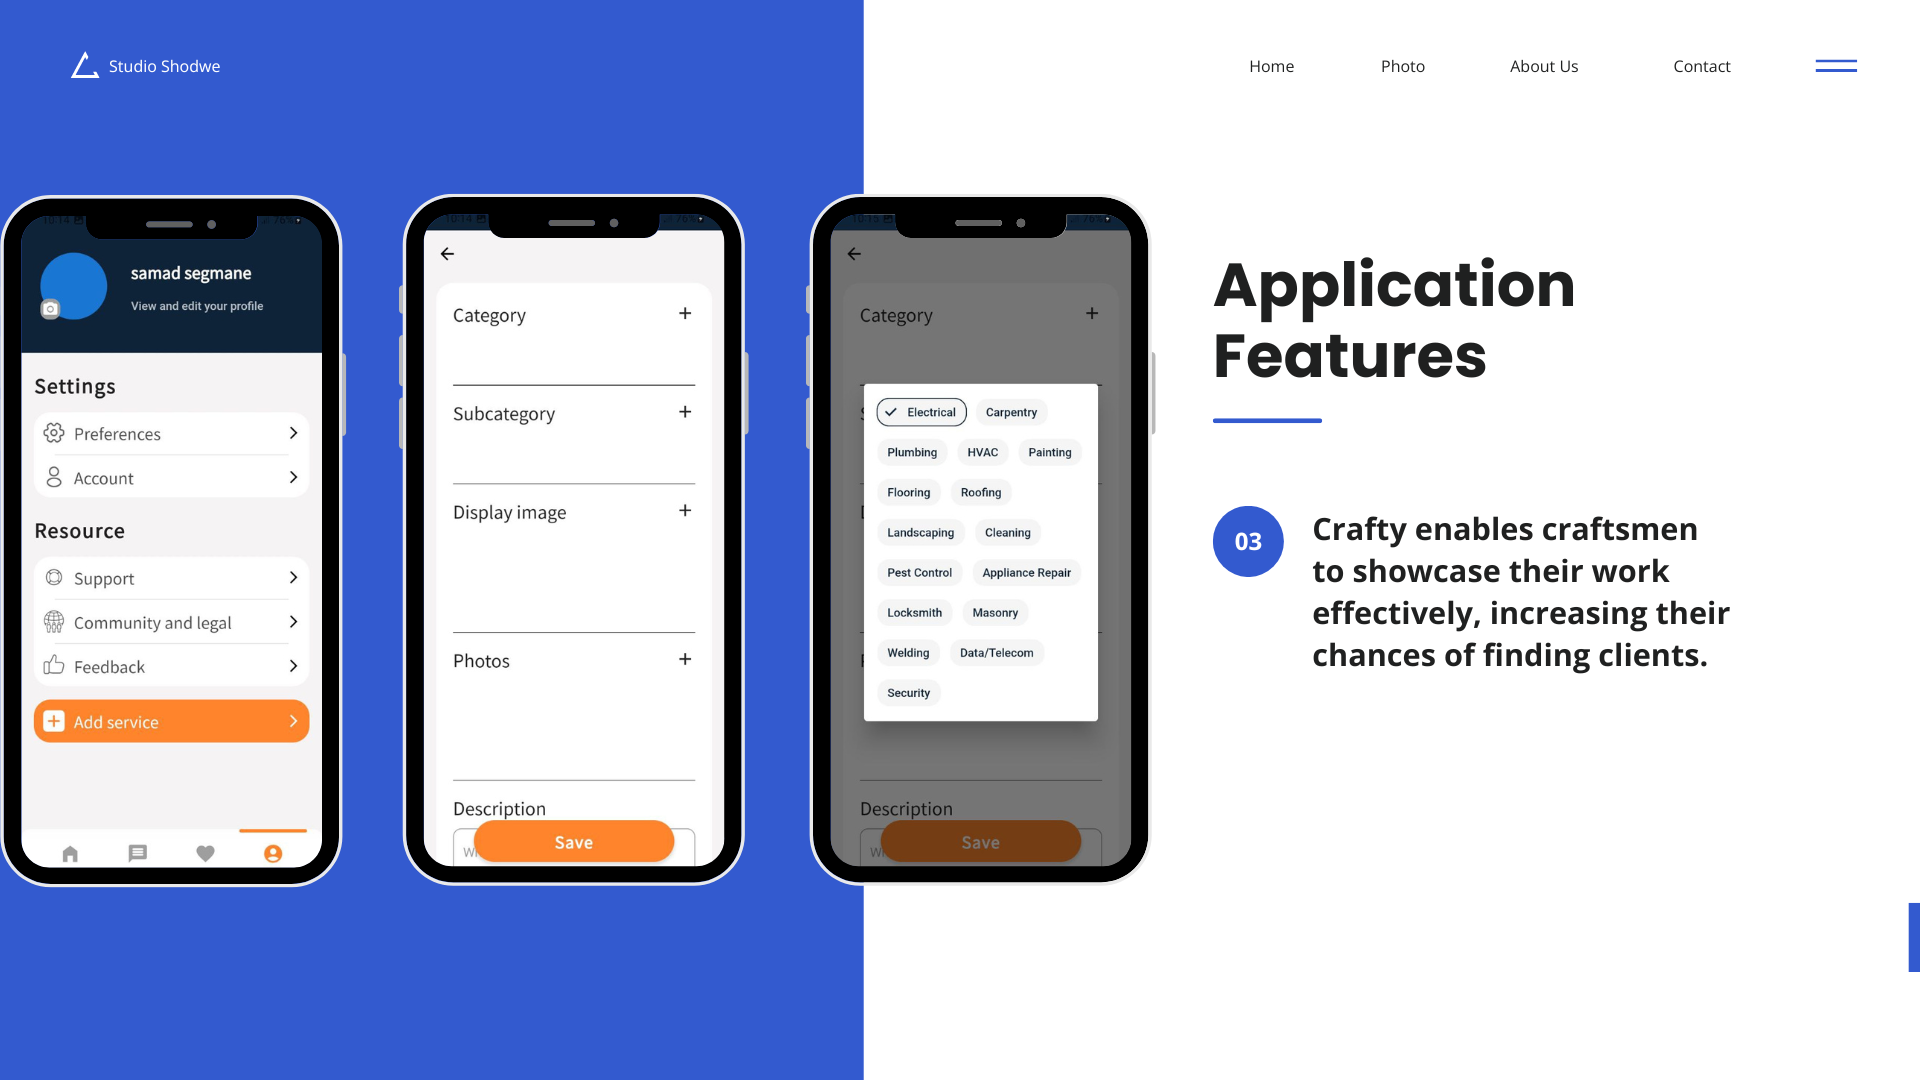 Studio Shodwe
Home
Photo
About Us
Contact
samad segmane
View and edit your profile
Settings
Preferences
Account
Resource
Support
Community and legal
Feedback
Add service
Category
Subcategory
Display image
Photos
Description
Save
Category
Electrical
Carpentry
Plumbing
HVAC
Painting
Flooring
Roofing
Landscaping
Cleaning
Pest Control
Appliance Repair
Locksmith
Masonry
Welding
Data/Telecom
Security
Description
Save
Application
Features
03
Crafty enables craftsmen
to showcase their work
effectively, increasing their
chances of finding clients.